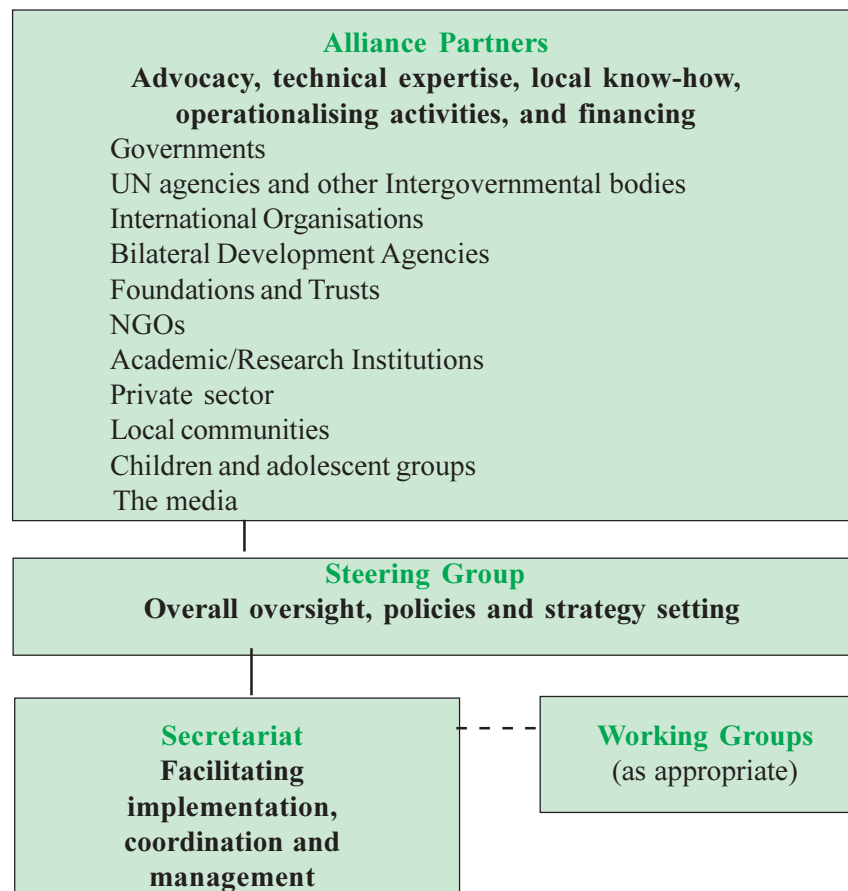 Alliance Partners
Advocacy, technical expertise, local know-how,
operationalising activities, and financing
Governments
UN agencies and other Intergovernmental bodies
International Organisations
Bilateral Development Agencies
Foundations and Trusts
NGOs
Academic/Research Institutions
Private sector
Local communities
Children and adolescent groups
The media
Steering Group
Overall oversight, policies and strategy setting
Secretariat
Facilitating
implementation,
coordination and
management
Working Groups
(as appropriate)